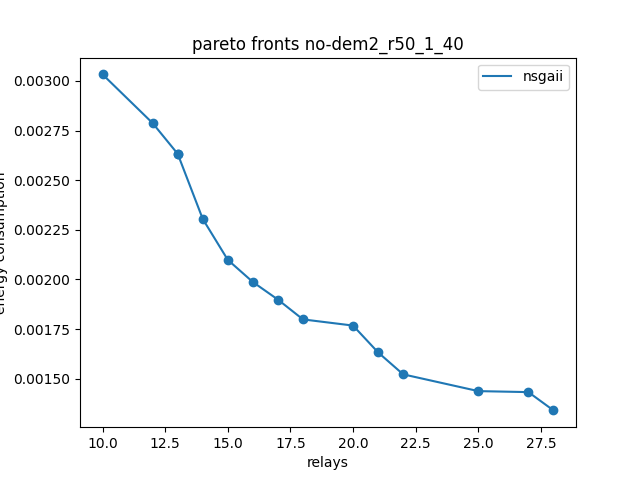 pareto fronts no-dem2_r50_1_40
nsgaii
0.00300
0.00275
0.00250
0.00225
0.00200
0.00175
0.00150
energy consumption
10.0 12.5 15.0 17.5 20.0 22.5 25.0 27.5
relays